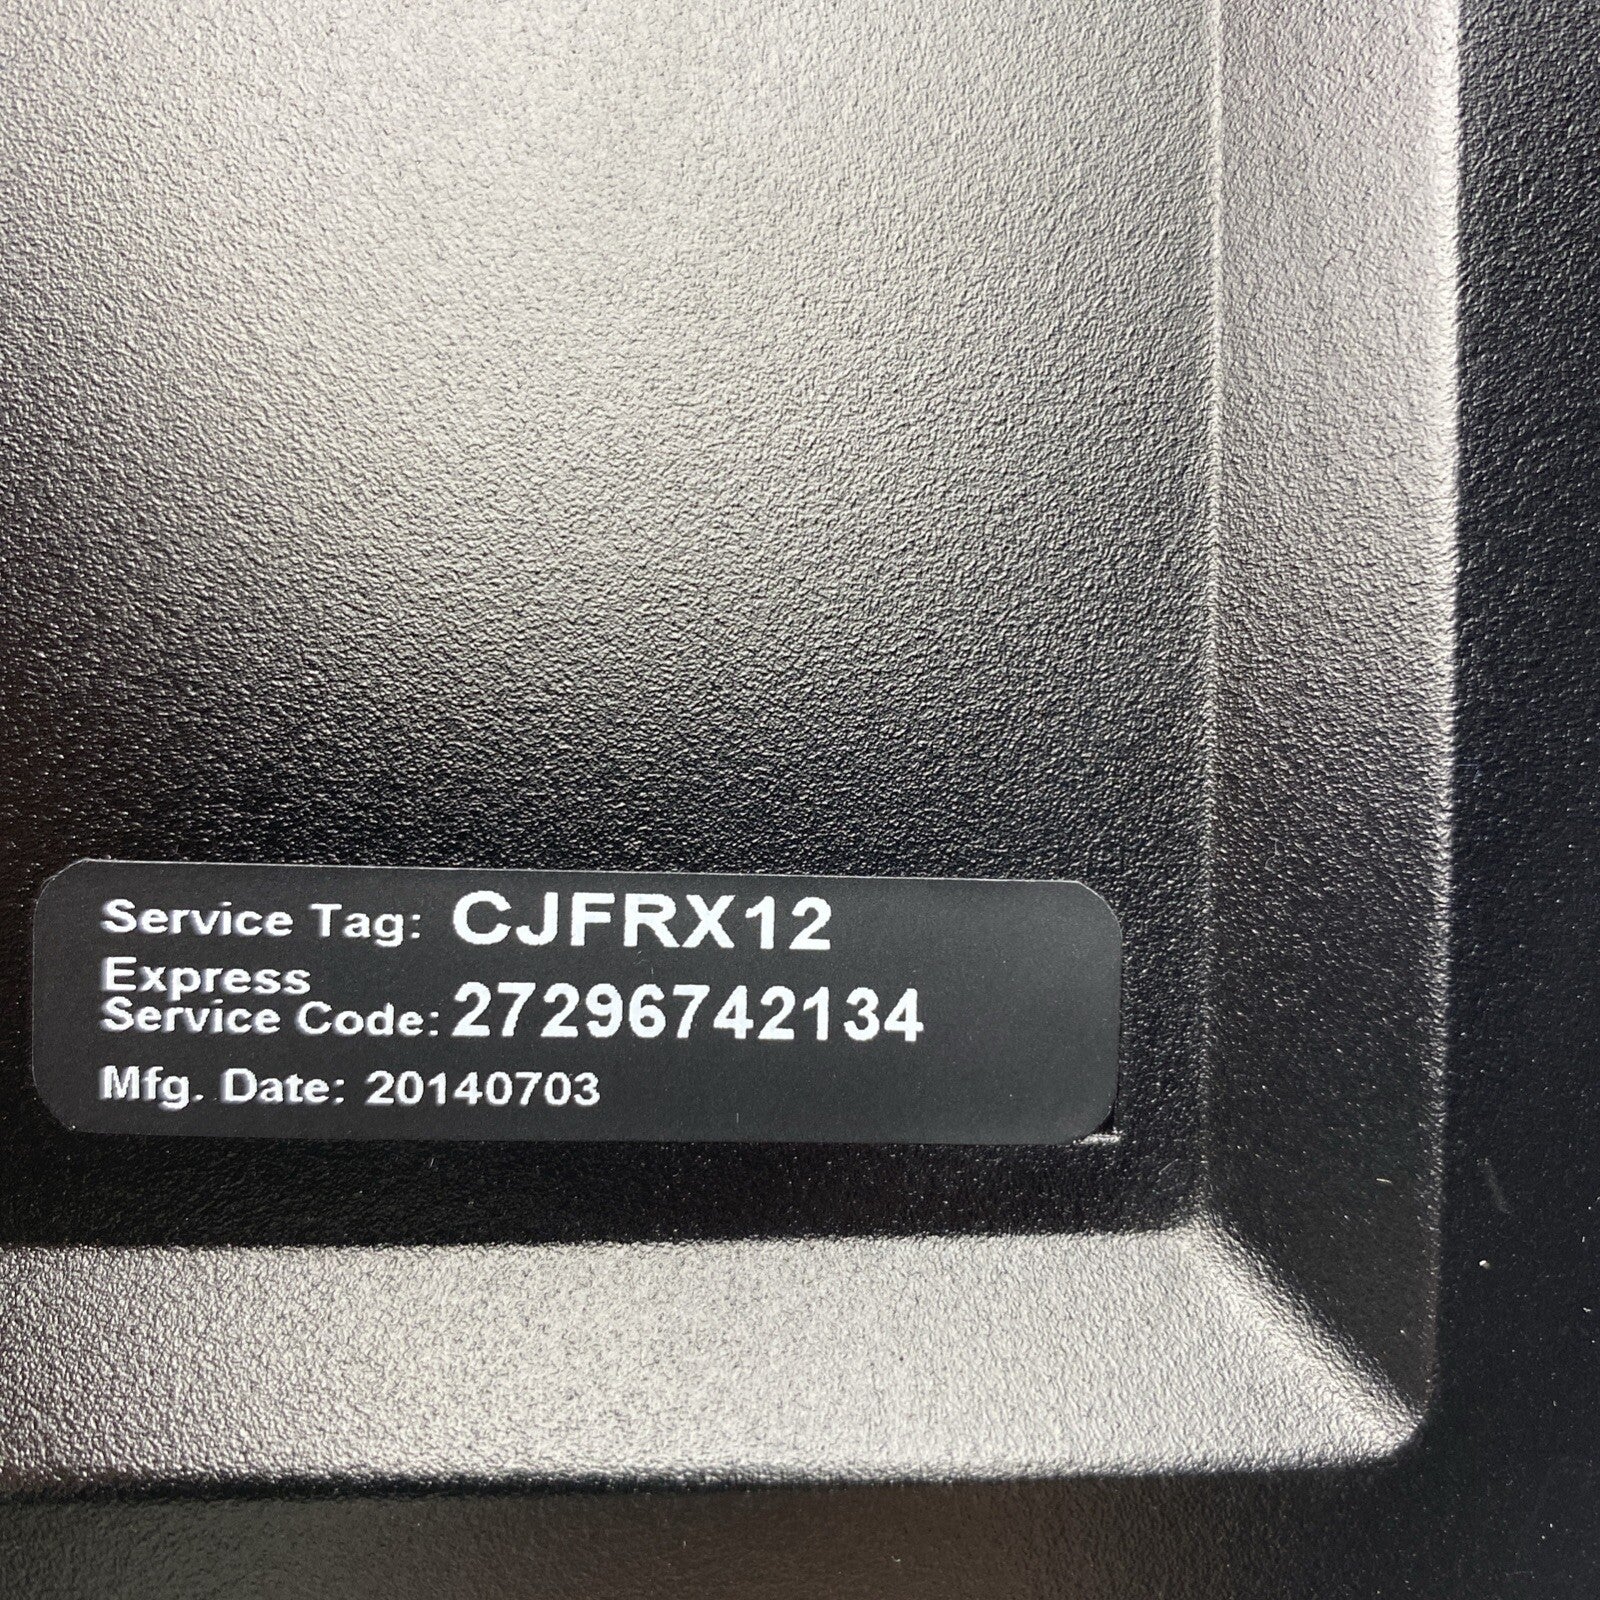 Service Tag: CJFRX12
Express
Service Code: 27296742134
Mfg. Date: 20140703